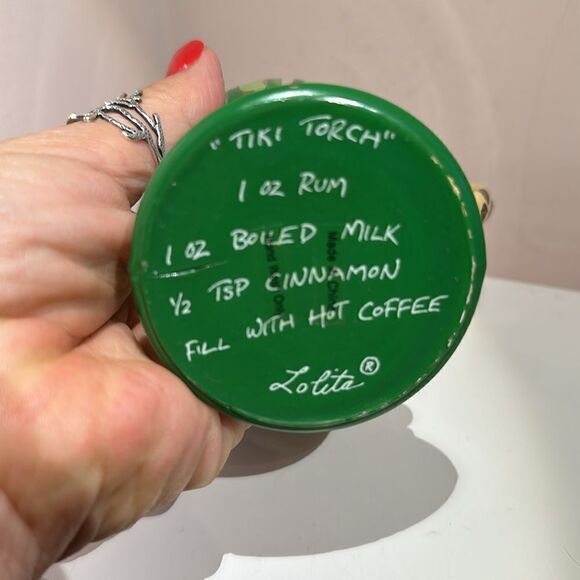 "TIKI TORCH"
1 OZ RUM
1 OZ BOILED MILK
1/2 TSP CINNAMON
FILL WITH HOT COFFEE
Lolita®